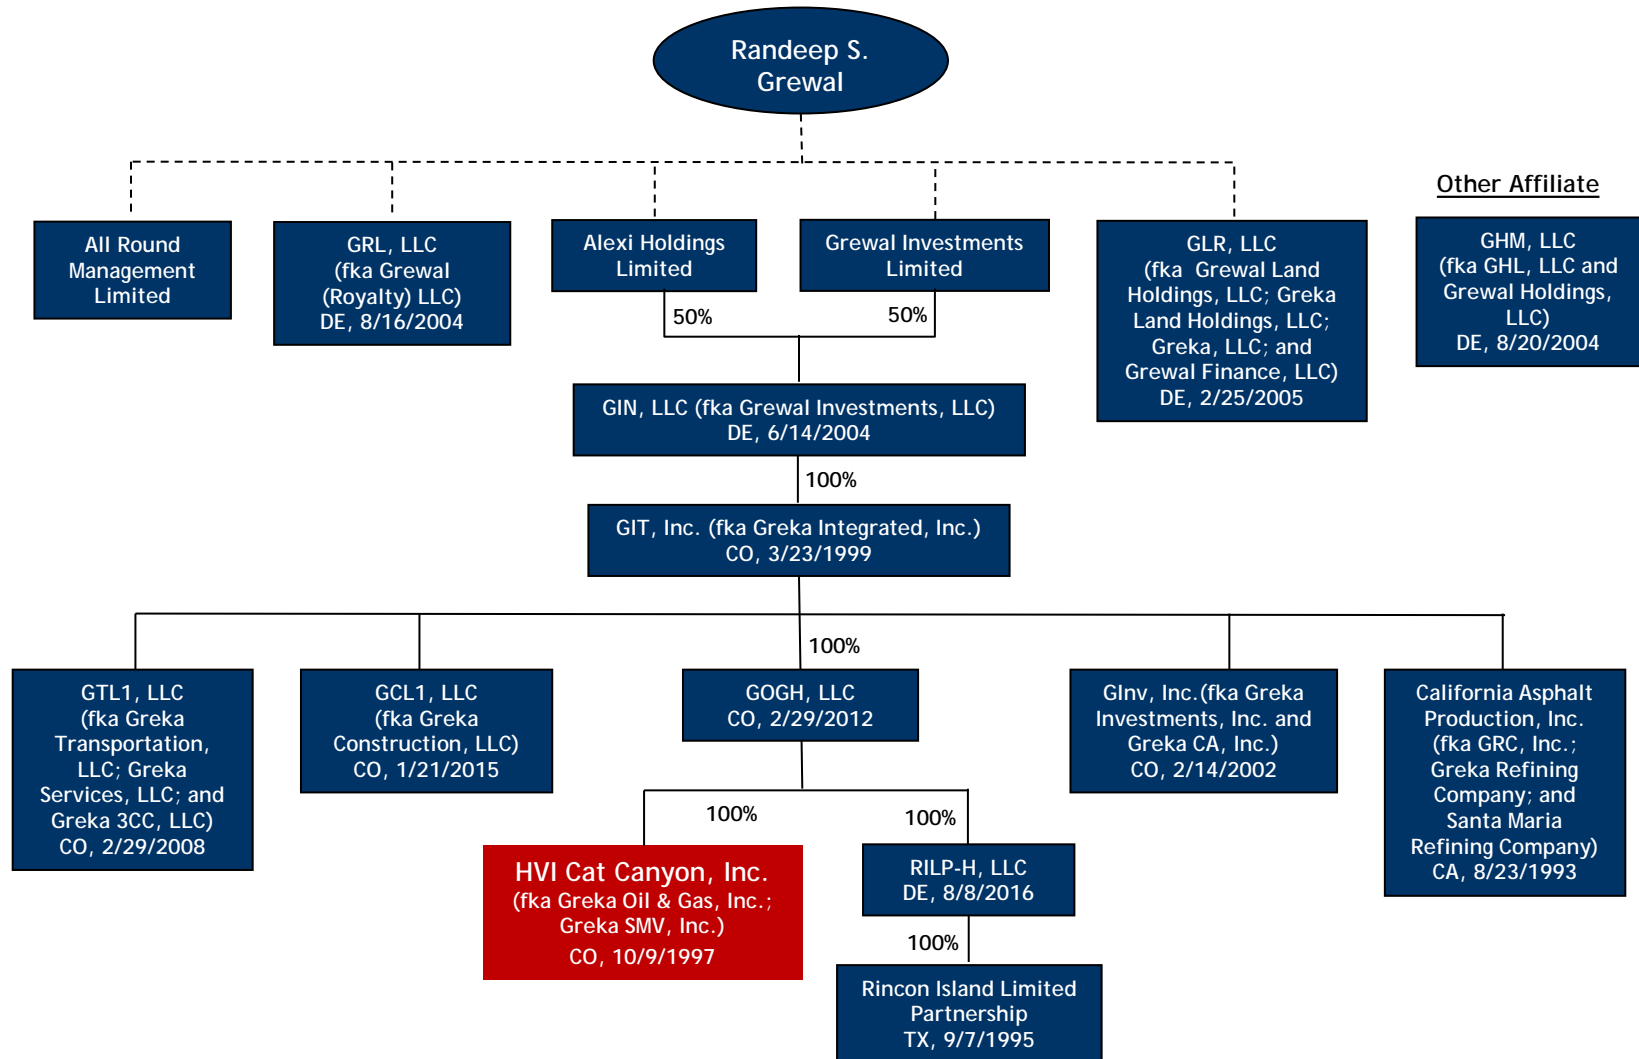 Randeep S.
Grewal
Other Affiliate
All Round
Management
Limited
GRL, LLC
(fka Grewal
(Royalty) LLC)
DE, 8/16/2004
Alexi Holdings
Limited
Grewal Investments
Limited
GLR, LLC
(fka Grewal Land
Holdings, LLC; Greka
Land Holdings, LLC;
Greka, LLC; and
Grewal Finance, LLC)
DE, 2/25/2005
GHM, LLC
(fka GHL, LLC and
Grewal Holdings,
LLC)
DE, 8/20/2004
50%
50%
GIN, LLC (fka Grewal Investments, LLC)
DE, 6/14/2004
100%
GIT, Inc. (fka Greka Integrated, Inc.)
CO, 3/23/1999
100%
GTL1, LLC
(fka Greka
Transportation,
LLC; Greka
Services, LLC; and
Greka 3CC, LLC)
CO, 2/29/2008
GCL1, LLC
(fka Greka
Construction, LLC)
CO, 1/21/2015
GOGH, LLC
CO, 2/29/2012
GInv, Inc.(fka Greka
Investments, Inc. and
Greka CA, Inc.)
CO, 2/14/2002
California Asphalt
Production, Inc.
(fka GRC, Inc.;
Greka Refining
Company; and
Santa Maria
Refining Company)
CA, 8/23/1993
100%
100%
HVI Cat Canyon, Inc.
(fka Greka Oil & Gas, Inc.;
Greka SMV, Inc.)
CO, 10/9/1997
RILP-H, LLC
DE, 8/8/2016
100%
Rincon Island Limited
Partnership
TX, 9/7/1995